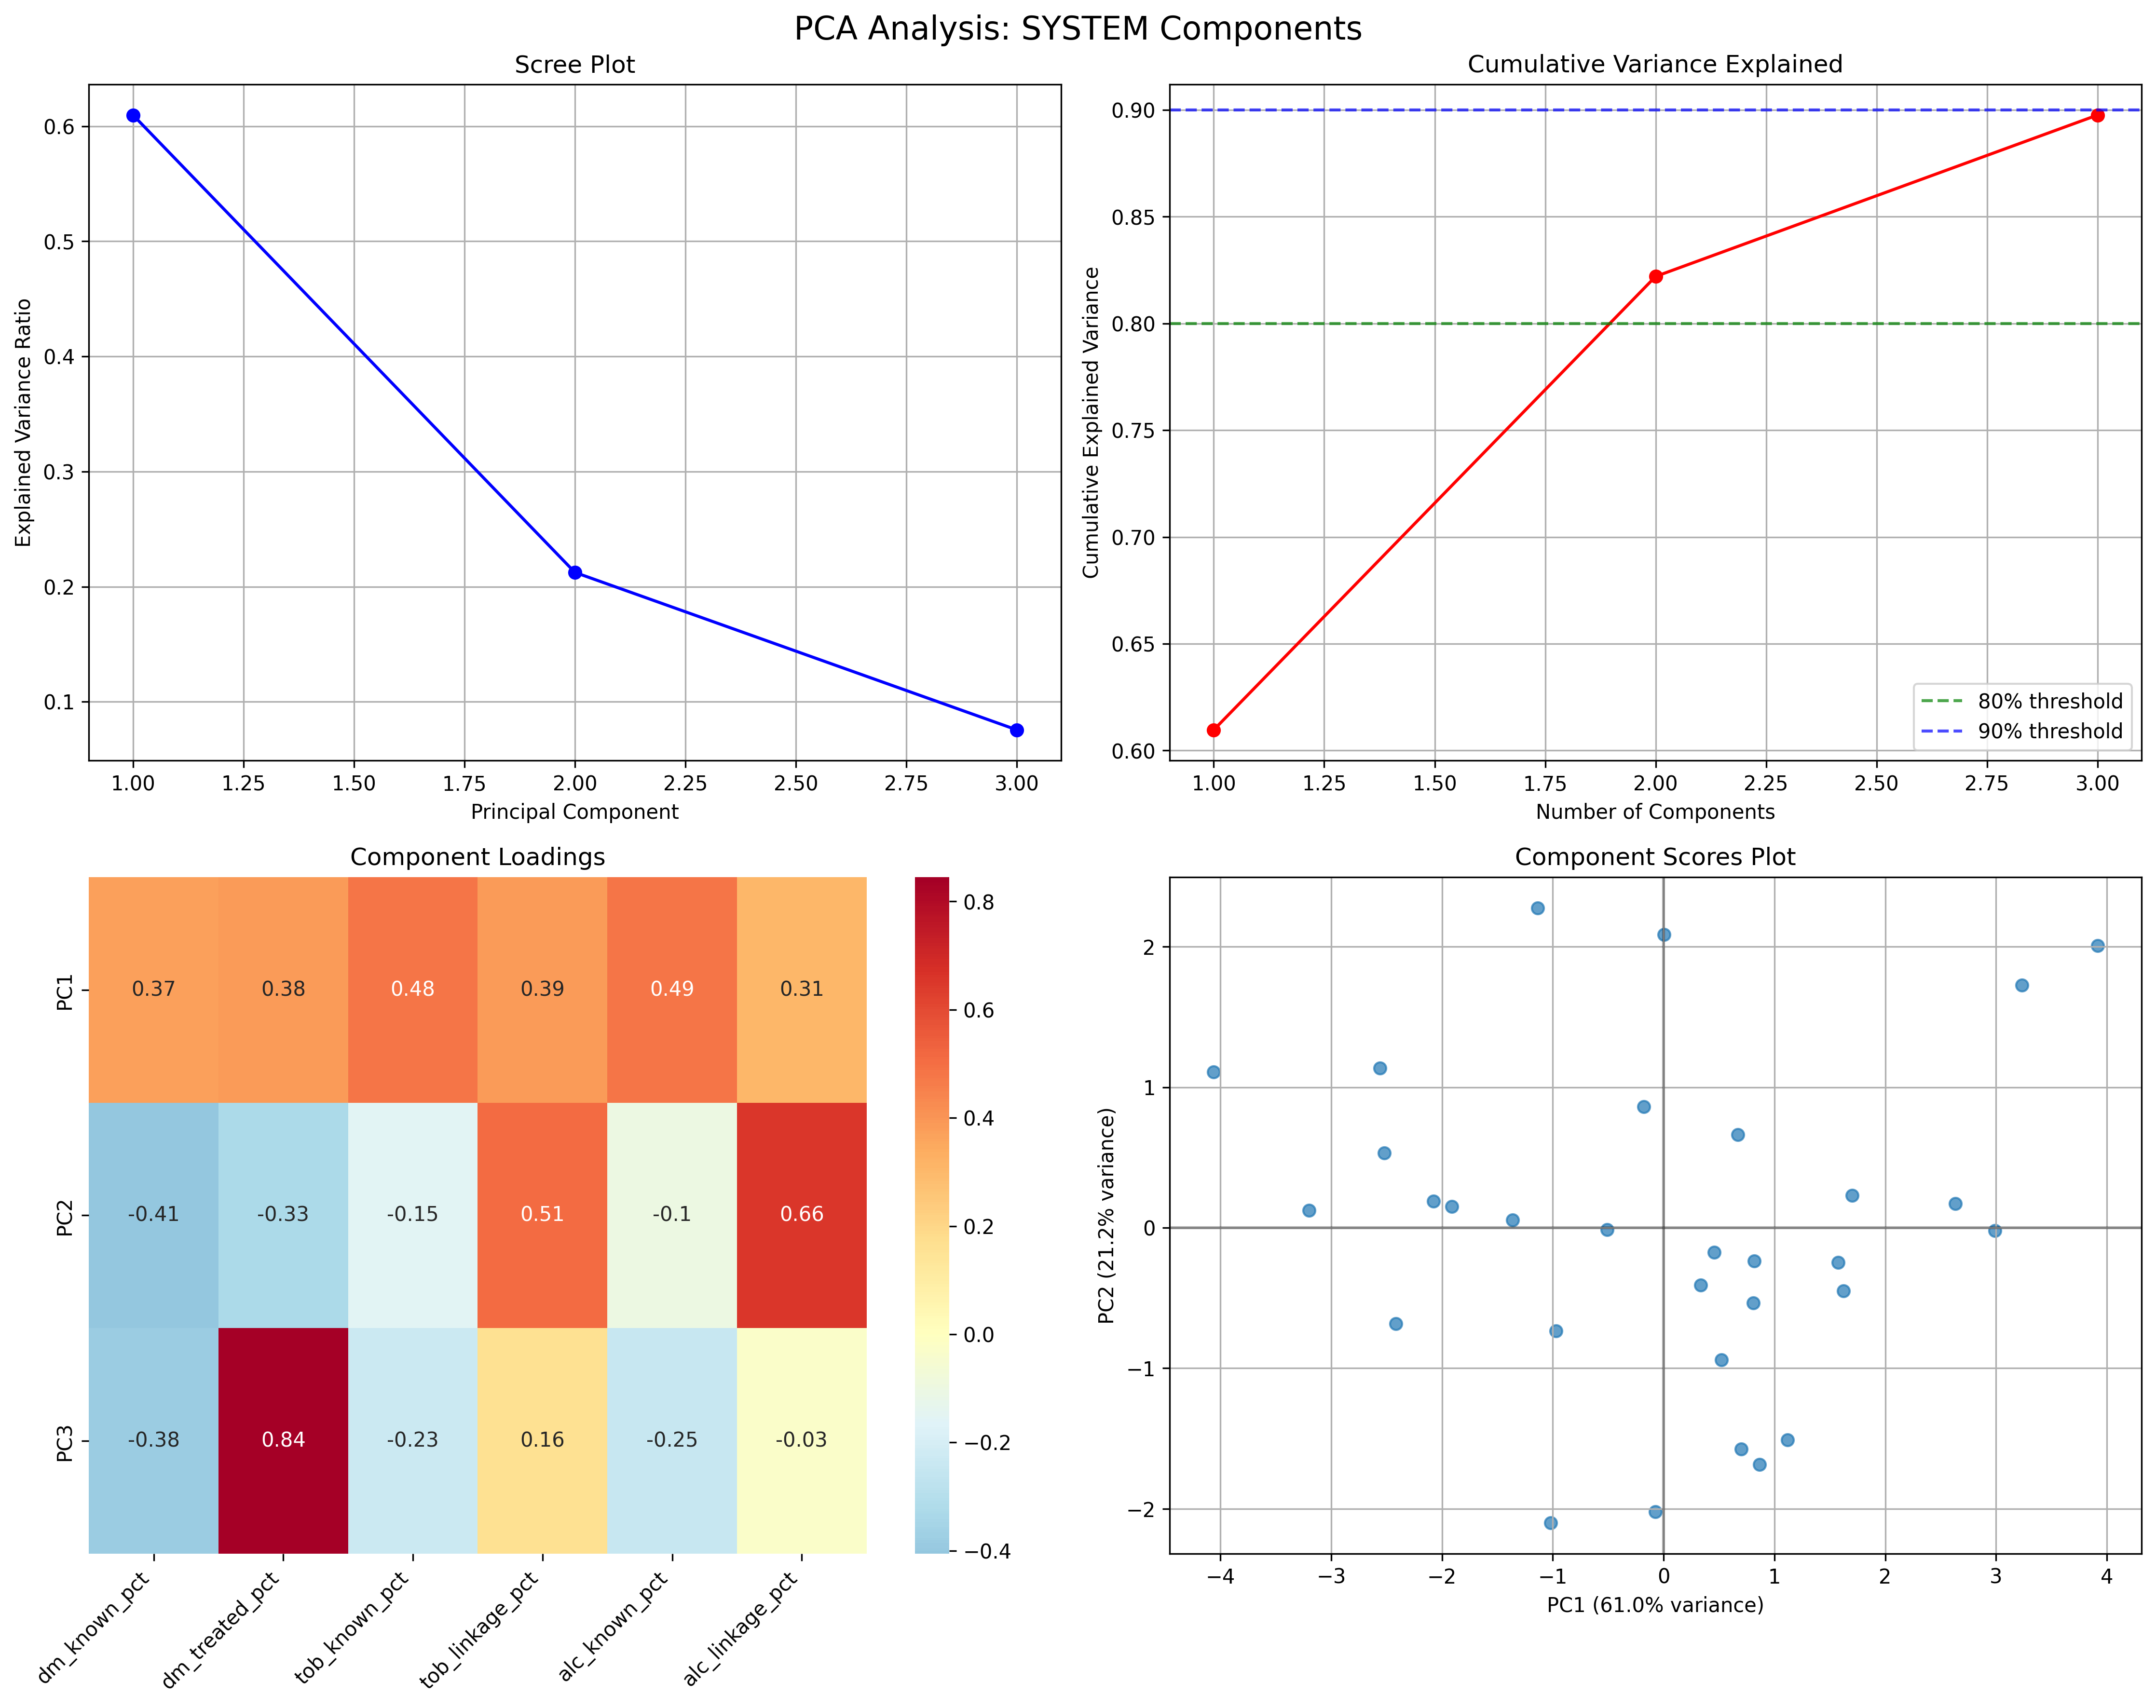 PCA Analysis: SYSTEM Components
Scree Plot
Explained Variance Ratio
0.6
0.5
0.4
0.3
0.2
0.1
1.00 1.25 1.50 1.75 2.00 2.25 2.50 2.75 3.00
Principal Component
Cumulative Variance Explained
Cumulative Explained Variance
0.90
0.85
0.80
0.75
0.70
0.65
0.60
80% threshold
90% threshold
1.00 1.25 1.50 1.75 2.00 2.25 2.50 2.75 3.00
Number of Components
Component Loadings
PC1 0.37 0.38 0.48 0.39 0.49 0.31
PC2 -0.41 -0.33 -0.15 0.51 -0.1 0.66
PC3 -0.38 0.84 -0.23 0.16 -0.25 -0.03
dm_known_pct
dm_treated_pct
tob_known_pct
tob_linkage_pct
alc_known_pct
alc_linkage_pct
0.8
0.6
0.4
0.2
0.0
−0.2
−0.4
Component Scores Plot
PC2 (21.2% variance)
2
1
0
−1
−2
−4 −3 −2 −1 0 1 2 3 4
PC1 (61.0% variance)